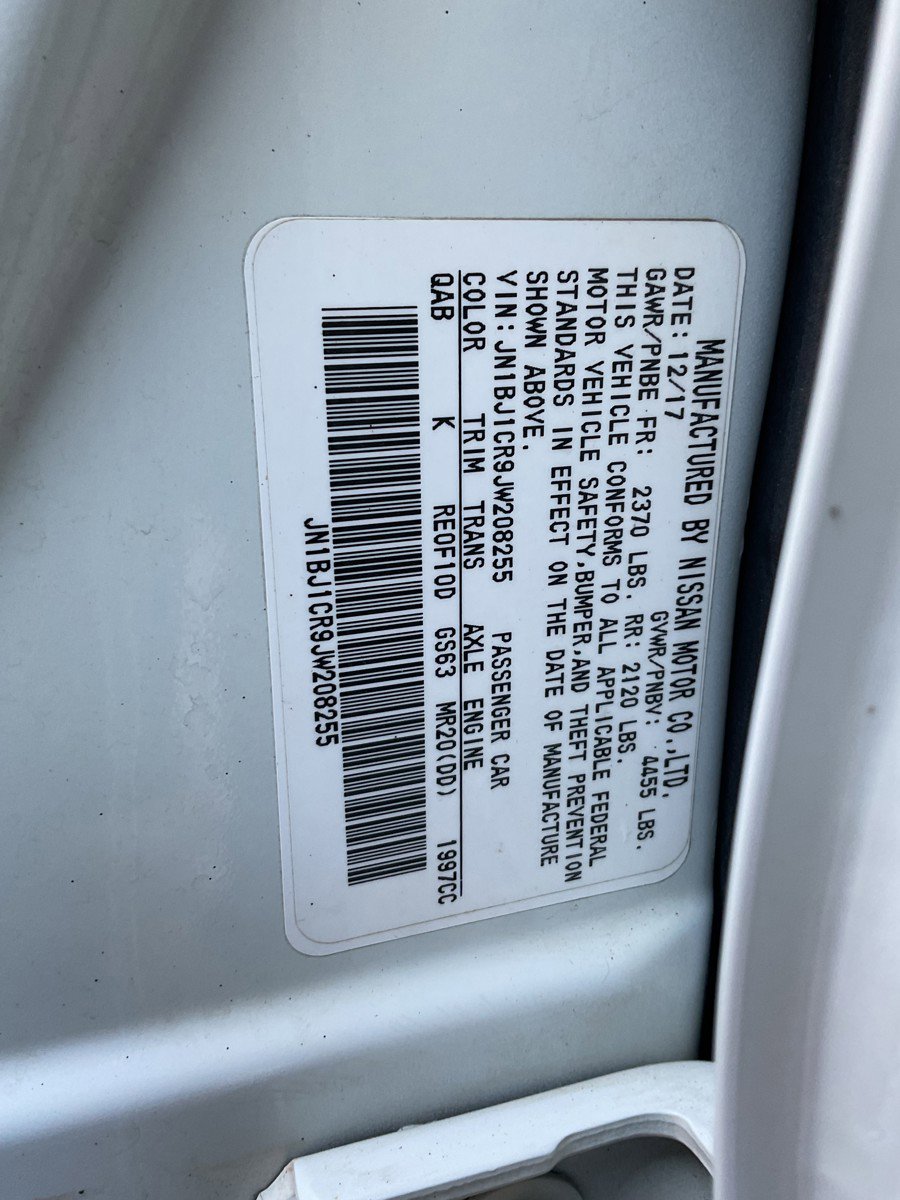 MANUFACTURED BY NISSAN MOTOR CO.,LTD.
DATE: 12/17 GVWR/PNBV: 4455 LBS.
GAWR/PNBE FR: 2370 LBS. RR: 2120 LBS.
THIS VEHICLE CONFORMS TO ALL APPLICABLE FEDERAL
MOTOR VEHICLE SAFETY,BUMPER,AND THEFT PREVENTION
STANDARDS IN EFFECT ON THE DATE OF MANUFACTURE
SHOWN ABOVE.
VIN:JN1BJ1CR9JW208255 PASSENGER CAR
COLOR TRIM TRANS AXLE ENGINE
QAB K RE0F10D GS63 MR20(DD) 1997CC
JN1BJ1CR9JW208255